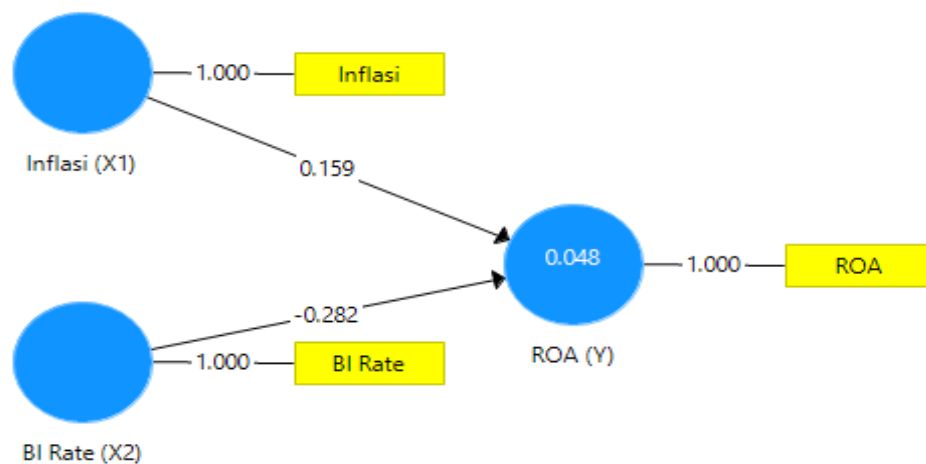 1.000
Inflasi
Inflasi (X1)
0.159
0.048
1.000
ROA
-0.282
ROA (Y)
1.000
BI Rate
BI Rate (X2)